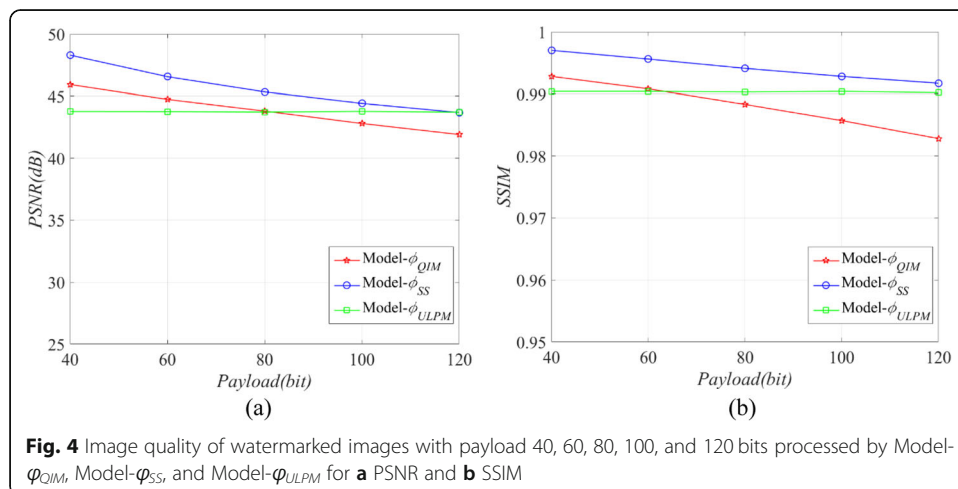 50
45
40
35
30
25
PSNR(dB)
Model-ϕQIM
Model-ϕSS
Model-ϕULPM
40 60 80 100 120
Payload(bit)
(a)
1
0.99
0.98
0.97
0.96
0.95
SSIM
Model-ϕQIM
Model-ϕSS
Model-ϕULPM
40 60 80 100 120
Payload(bit)
(b)
Fig. 4 Image quality of watermarked images with payload 40, 60, 80, 100, and 120 bits processed by Model-
φQIM, Model-φSS, and Model-φULPM for a PSNR and b SSIM